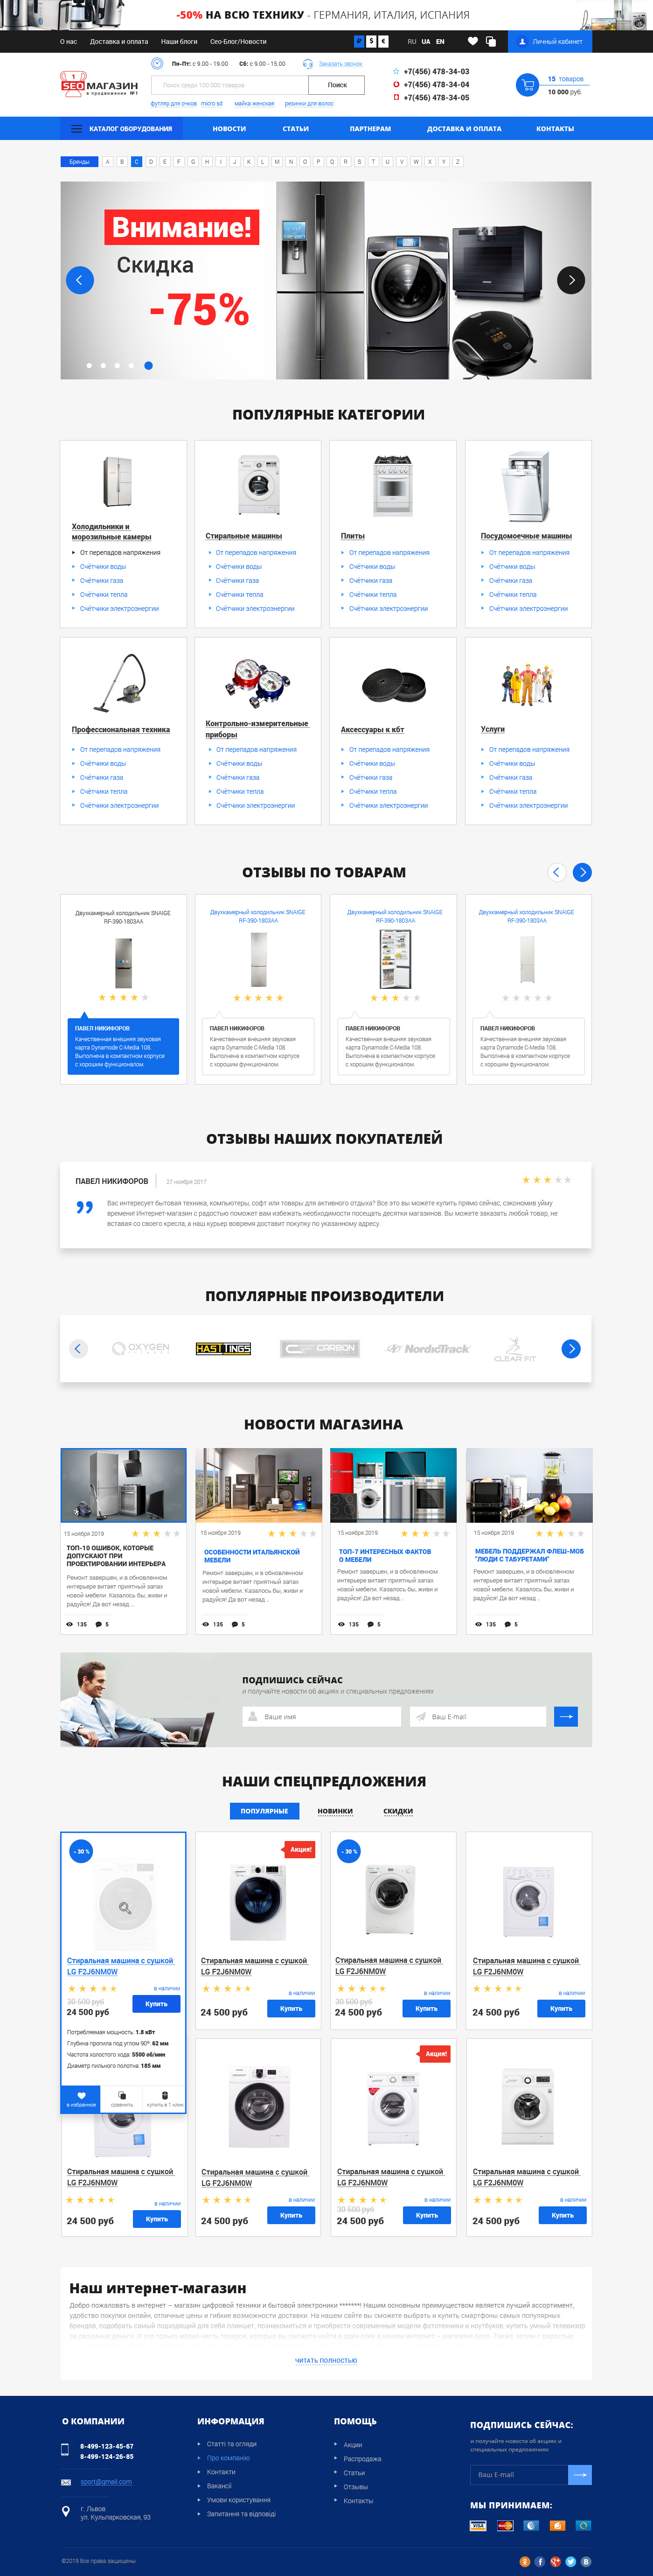 -50% НА ВСЮ ТЕХНИКУ - ГЕРМАНИЯ, ИТАЛИЯ, ИСПАНИЯ
О нас Доставка и оплата Наши блоги Сео-Блог/Новости
₽ $ € RU UA EN Личный кабинет
1
SEO МАГАЗИН
в продвижении №1
Пн-Пт: с 9.00 - 19.00 Сб: с 9.00 - 15.00 Заказать звонок
Поиск среди 100 000 товаров Поиск
футляр для очков micro sd майка женская резинки для волос
+7(456) 478-34-03
+7(456) 478-34-04
+7(456) 478-34-05
15 товаров
10 000 руб.
КАТАЛОГ ОБОРУДОВАНИЯ НОВОСТИ СТАТЬИ ПАРТНЕРАМ ДОСТАВКА И ОПЛАТА КОНТАКТЫ
Бренды A B C D E F G H I J K L M N O P Q R S T U V W X Y Z
Внимание!
Скидка
-75%
ПОПУЛЯРНЫЕ КАТЕГОРИИ
Холодильники и
морозильные камеры
От перепадов напряжения
Счётчики воды
Счётчики газа
Счётчики тепла
Счётчики электроэнергии
Стиральные машины
От перепадов напряжения
Счётчики воды
Счётчики газа
Счётчики тепла
Счётчики электроэнергии
Плиты
От перепадов напряжения
Счётчики воды
Счётчики газа
Счётчики тепла
Счётчики электроэнергии
Посудомоечные машины
От перепадов напряжения
Счётчики воды
Счётчики газа
Счётчики тепла
Счётчики электроэнергии
Профессиональная техника
От перепадов напряжения
Счётчики воды
Счётчики газа
Счётчики тепла
Счётчики электроэнергии
Контрольно-измерительные
приборы
От перепадов напряжения
Счётчики воды
Счётчики газа
Счётчики тепла
Счётчики электроэнергии
Аксессуары к кбт
От перепадов напряжения
Счётчики воды
Счётчики газа
Счётчики тепла
Счётчики электроэнергии
Услуги
От перепадов напряжения
Счётчики воды
Счётчики газа
Счётчики тепла
Счётчики электроэнергии
ОТЗЫВЫ ПО ТОВАРАМ
Двухкамерный холодильник SNAIGE
RF-390-1803AA
ПАВЕЛ НИКИФОРОВ
Качественная внешняя звуковая
карта Dynamode C-Media 108.
Выполнена в компактном корпусе
с хорошим функционалом
Двухкамерный холодильник SNAIGE
RF-390-1803AA
ПАВЕЛ НИКИФОРОВ
Качественная внешняя звуковая
карта Dynamode C-Media 108.
Выполнена в компактном корпусе
с хорошим функционалом.
Двухкамерный холодильник SNAIGE
RF-390-1803AA
ПАВЕЛ НИКИФОРОВ
Качественная внешняя звуковая
карта Dynamode C-Media 108.
Выполнена в компактном корпусе
с хорошим функционалом.
Двухкамерный холодильник SNAIGE
RF-390-1803AA
ПАВЕЛ НИКИФОРОВ
Качественная внешняя звуковая
карта Dynamode C-Media 108.
Выполнена в компактном корпусе
с хорошим функционалом.
ОТЗЫВЫ НАШИХ ПОКУПАТЕЛЕЙ
ПАВЕЛ НИКИФОРОВ 27 ноября 2017
Вас интересует бытовая техника, компьютеры, софт или товары для активного отдыха? Все это вы можете купить прямо сейчас, сэкономив уйму
времени! Интернет-магазин с радостью поможет вам избежать необходимости посещать десятки магазинов. Вы можете заказать любой товар, не
вставая со своего кресла, а наш курьер вовремя доставит покупку по указанному адресу.
ПОПУЛЯРНЫЕ ПРОИЗВОДИТЕЛИ
OXYGEN HASTTINGS CARBON NordicTrack CLEAR FIT
НОВОСТИ МАГАЗИНА
15 ноября 2019
ТОП-10 ОШИБОК, КОТОРЫЕ
ДОПУСКАЮТ ПРИ
ПРОЕКТИРОВАНИИ ИНТЕРЬЕРА
Ремонт завершен, и в обновленном
интерьере витает приятный запах
новой мебели. Казалось бы, живи и
радуйся! Да вот незад ...
135 5
15 ноября 2019
ОСОБЕННОСТИ ИТАЛЬЯНСКОЙ
МЕБЕЛИ
Ремонт завершен, и в обновленном
интерьере витает приятный запах
новой мебели. Казалось бы, живи и
радуйся! Да вот незад ...
135 5
15 ноября 2019
ТОП-7 ИНТЕРЕСНЫХ ФАКТОВ
О МЕБЕЛИ
Ремонт завершен, и в обновленном
интерьере витает приятный запах
новой мебели. Казалось бы, живи и
радуйся! Да вот незад ...
135 5
15 ноября 2019
МЕБЕЛЬ ПОДДЕРЖАЛ ФЛЕШ-МОБ
"ЛЮДИ С ТАБУРЕТАМИ"
Ремонт завершен, и в обновленном
интерьере витает приятный запах
новой мебели. Казалось бы, живи и
радуйся! Да вот незад ...
135 5
ПОДПИШИСЬ СЕЙЧАС
и получайте новости об акциях и специальных предложениях
Ваше имя Ваш E-mail
НАШИ СПЕЦПРЕДЛОЖЕНИЯ
ПОПУЛЯРНЫЕ НОВИНКИ СКИДКИ
- 30 %
Стиральная машина с сушкой
LG F2J6NM0W
в наличии
30 500 руб
24 500 руб
Купить
Потребляемая мощность: 1.8 кВт
Глубина пропила под углом 90º: 62 мм
Частота холостого хода: 5500 об/мин
Диаметр пильного полотна: 185 мм
в избранное сравнить купить в 1 клик
Акция!
Стиральная машина с сушкой
LG F2J6NM0W
в наличии
24 500 руб Купить
- 30 %
Стиральная машина с сушкой
LG F2J6NM0W
в наличии
30 500 руб
24 500 руб Купить
Стиральная машина с сушкой
LG F2J6NM0W
в наличии
24 500 руб Купить
Стиральная машина с сушкой
LG F2J6NM0W
в наличии
24 500 руб Купить
Стиральная машина с сушкой
LG F2J6NM0W
в наличии
24 500 руб Купить
Акция!
Стиральная машина с сушкой
LG F2J6NM0W
в наличии
30 500 руб
24 500 руб Купить
Стиральная машина с сушкой
LG F2J6NM0W
в наличии
24 500 руб Купить
Наш интернет-магазин
Добро пожаловать в интернет – магазин цифровой техники и бытовой электроники *******! Нашим основным преимуществом является лучший ассортимент,
удобство покупки онлайн, отличные цены и гибкие возможности доставки. На нашем сайте вы сможете выбрать и купить смартфоны самых популярных
брендов, подобрать самый подходящий для себя планшет, познакомиться и приобрести современные модели фототехники и ноутбуков, купить умный телевизор
ЧИТАТЬ ПОЛНОСТЬЮ
О КОМПАНИИ
8-499-123-45-67
8-499-124-26-85
sport@gmail.com
г. Львов
ул. Кульпарковская, 93
ИНФОРМАЦИЯ
Статті та огляди
Про компанію
Контакти
Вакансії
Умови користування
Запитання та відповіді
ПОМОЩЬ
Акции
Распродажа
Статьи
Отзывы
Контакты
ПОДПИШИСЬ СЕЙЧАС:
и получайте новости об акциях и
специальных предложениях
Ваш E-mail
МЫ ПРИНИМАЕМ:
VISA MasterCard
©2019 Все права защищены